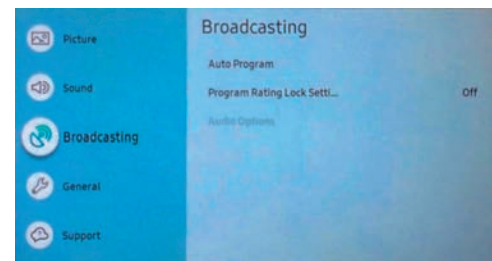 Picture
Sound
Broadcasting
General
Support
Broadcasting
Auto Program
Program Rating Lock Setti... Off
Audio Options